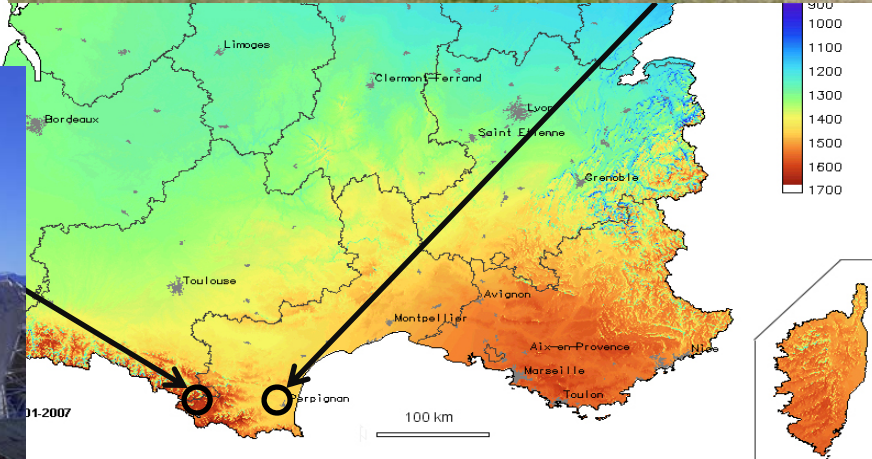 900
1000
1100
1200
1300
1400
1500
1600
1700
Limoges
Clermont-Ferrand
Lyon
Bordeaux
Saint Etienne
Grenoble
Toulouse
Avignon
Montpellier
Aix-en-Provence
Nice
Marseille
Toulon
Perpignan
01-2007
100 km